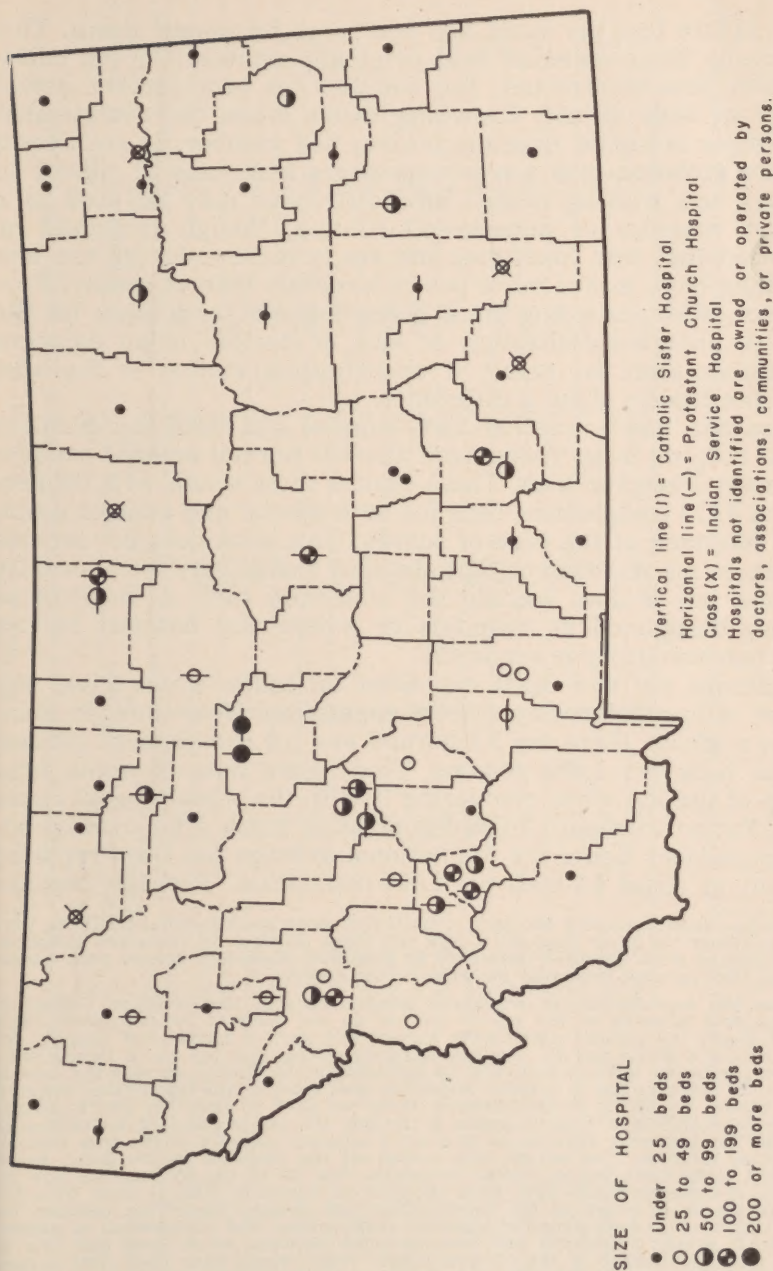 SIZE OF HOSPITAL
Under 25 beds
25 to 49 beds
50 to 99 beds
100 to 199 beds
200 or more beds
Vertical line (I) = Catholic Sister Hospital
Horizontal line (—) = Protestant Church Hospital
Cross (X) = Indian Service Hospital
Hospitals not identified are owned or operated by
doctors, associations, communities, or private persons.